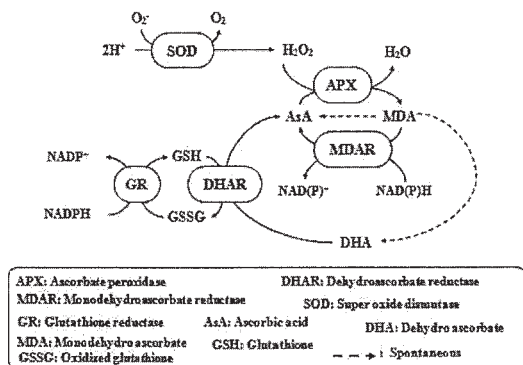 O₂⁻ O₂
2H⁺ SOD H₂O₂ H₂O
APX
AsA MDA
MDAR
NADP⁺ GSH
GR DHAR NAD(P)⁺ NAD(P)H
NADPH GSSG
DHA
APX: Ascorbate peroxidase DHAR: Dehydroascorbate reductase
MDAR: Monodehydroascorbate reductase SOD: Super oxide dismutase
GR: Glutathione reductase AsA: Ascorbic acid DHA: Dehydro ascorbate
MDA: Monodehydro ascorbate GSH: Glutathione
GSSG: Oxidized glutathione : Spontaneous